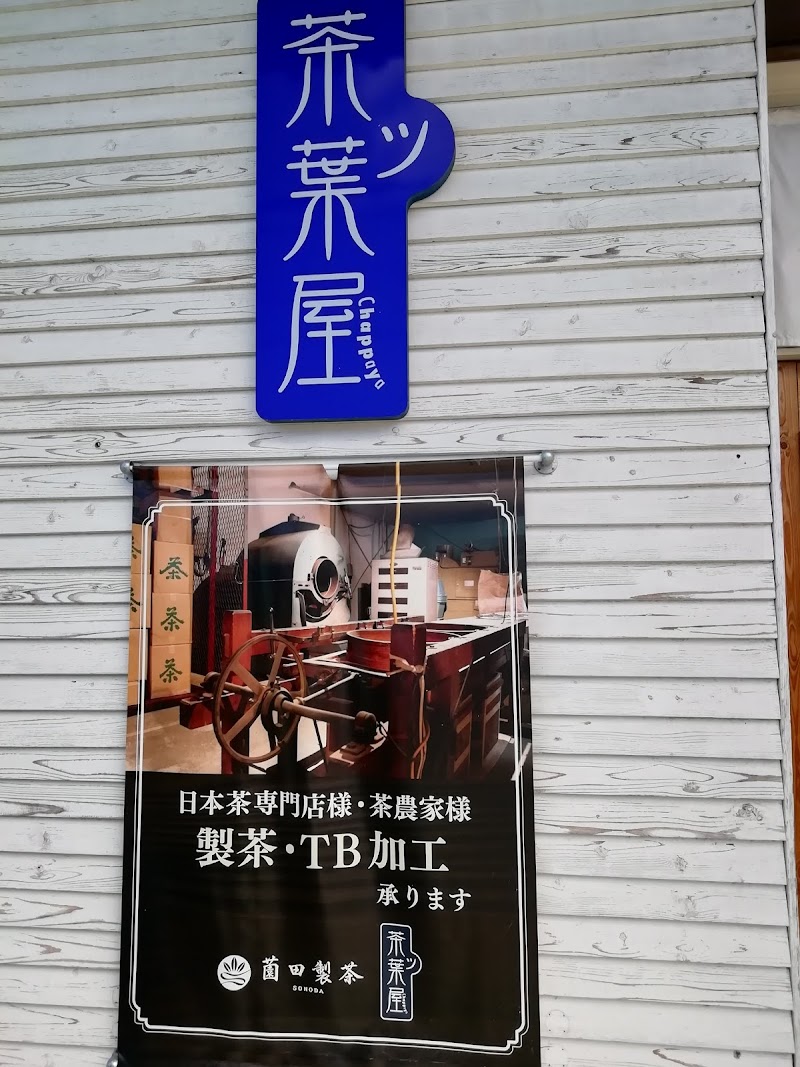 茶ッ葉屋
Chappaya
茶
茶
茶
日本茶専門店様・茶農家様
製茶・TB加工
承ります
薗田製茶
SONODA
茶ッ葉屋